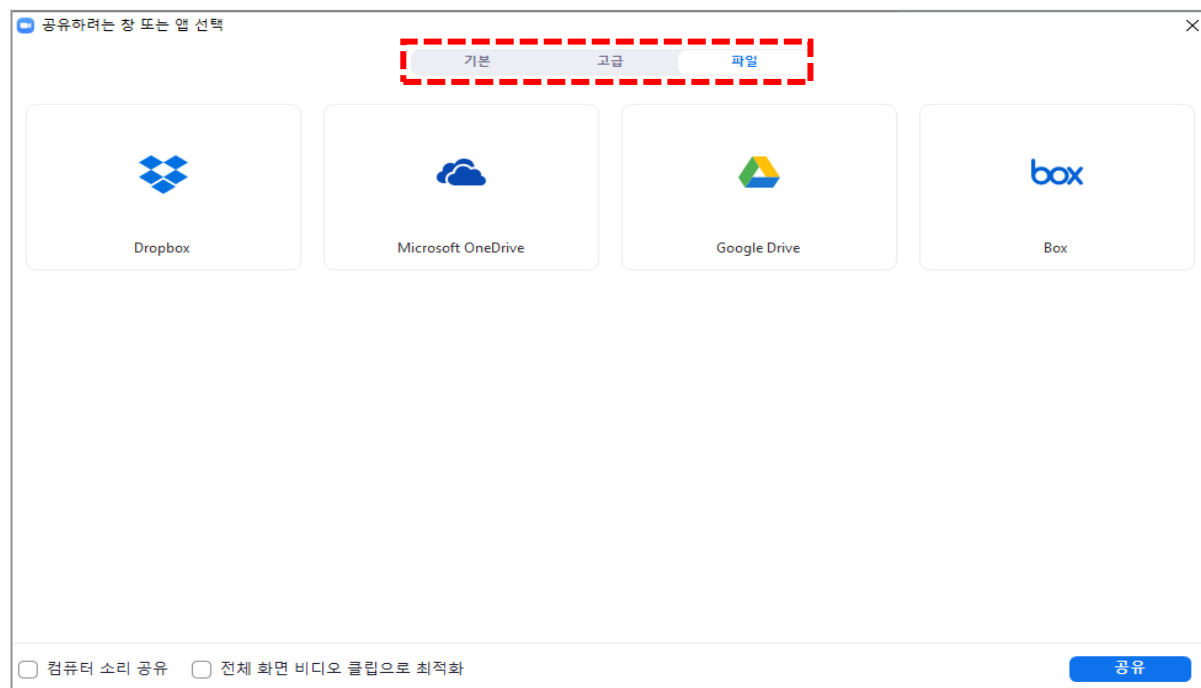 공유하려는 창 또는 앱 선택
기본 고급 파일
box
Dropbox Microsoft OneDrive Google Drive Box
컴퓨터 소리 공유 전체 화면 비디오 클립으로 최적화 공유